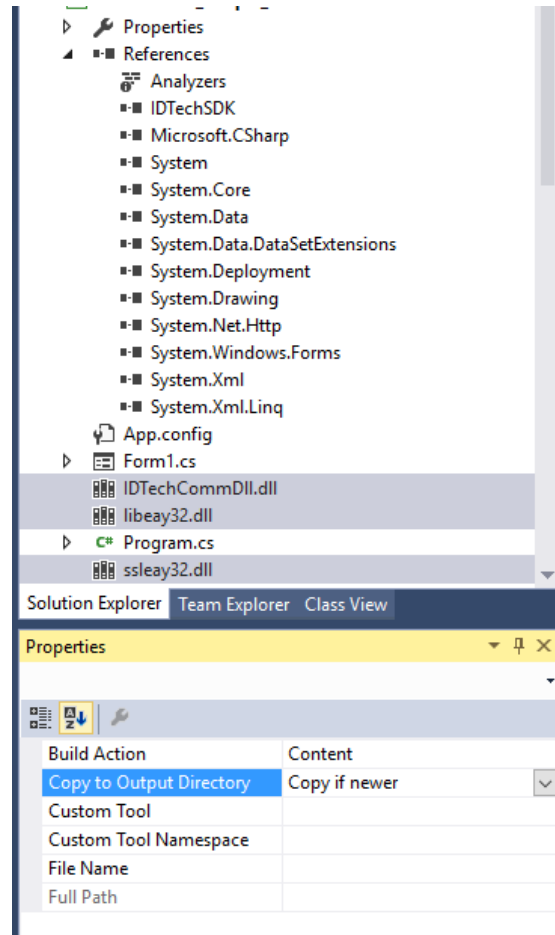 Properties
References
Analyzers
IDTechSDK
Microsoft.CSharp
System
System.Core
System.Data
System.Data.DataSetExtensions
System.Deployment
System.Drawing
System.Net.Http
System.Windows.Forms
System.Xml
System.Xml.Linq
App.config
Form1.cs
IDTechCommDll.dll
libeay32.dll
C# Program.cs
ssleay32.dll
Solution Explorer Team Explorer Class View
Properties
Build Action Content
Copy to Output Directory Copy if newer
Custom Tool
Custom Tool Namespace
File Name
Full Path